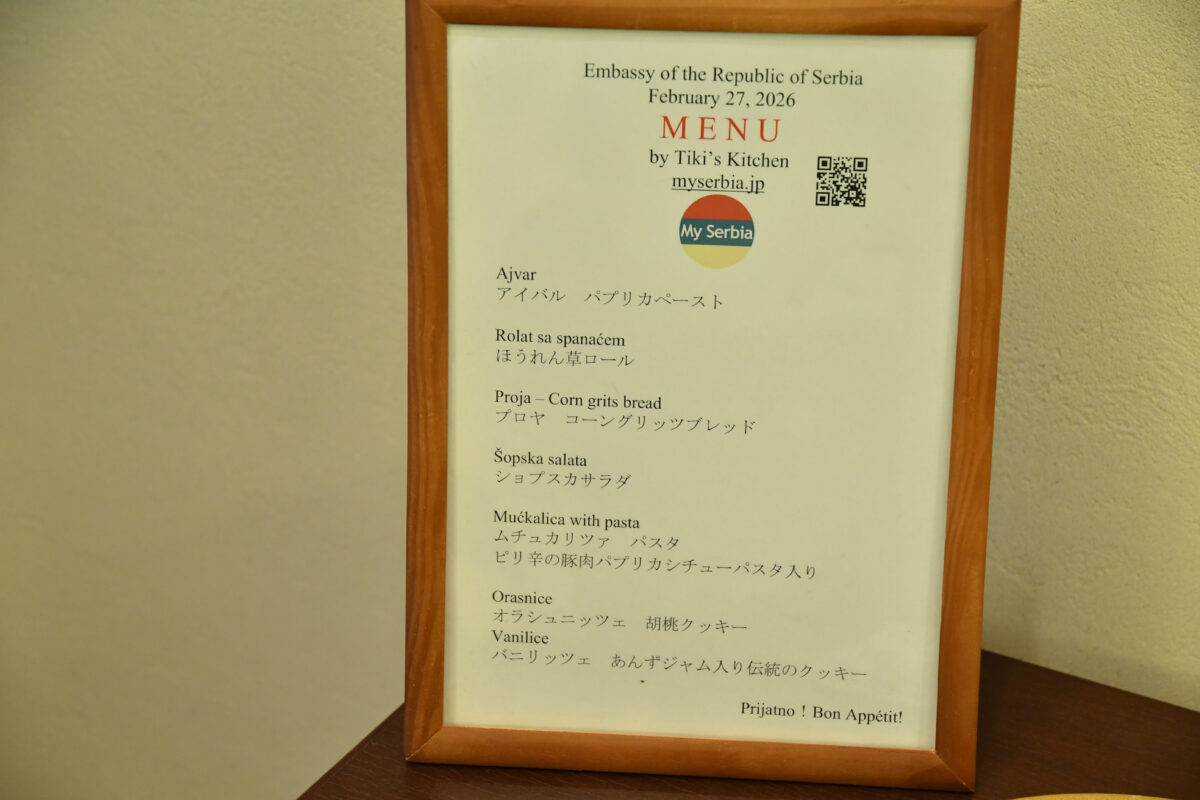 Embassy of the Republic of Serbia
February 27, 2026
MENU
by Tiki's Kitchen
myserbia.jp
My Serbia
Ajvar
アイバル　パプリカペースト
Rolat sa spanaćem
ほうれん草ロール
Proja – Corn grits bread
プロヤ　コーングリッツブレッド
Šopska salata
ショプスカサラダ
Mućkalica with pasta
ムチュカリツァ　パスタ
ピリ辛の豚肉パプリカシチューパスタ入り
Orasnice
オラシュニッツェ　胡桃クッキー
Vanilice
バニリッツェ　あんずジャム入り伝統のクッキー
Prijatno！Bon Appétit!